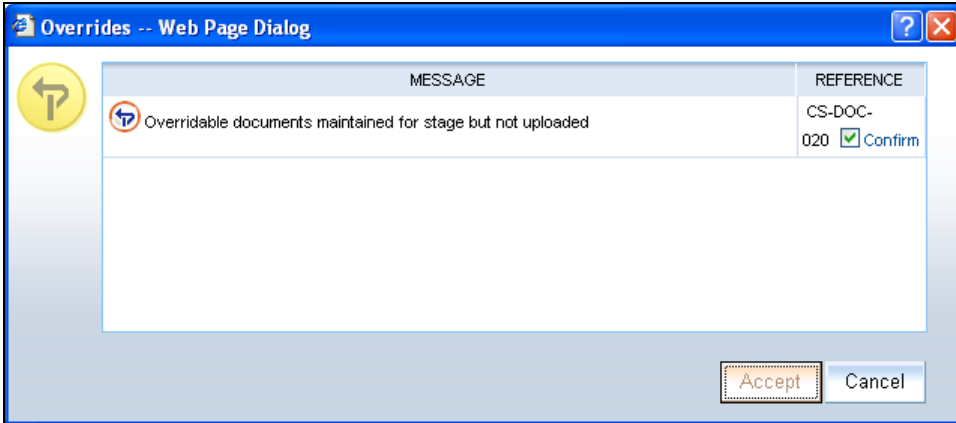 Overrides -- Web Page Dialog
MESSAGE REFERENCE
Overridable documents maintained for stage but not uploaded CS-DOC-
020 Confirm
Accept Cancel